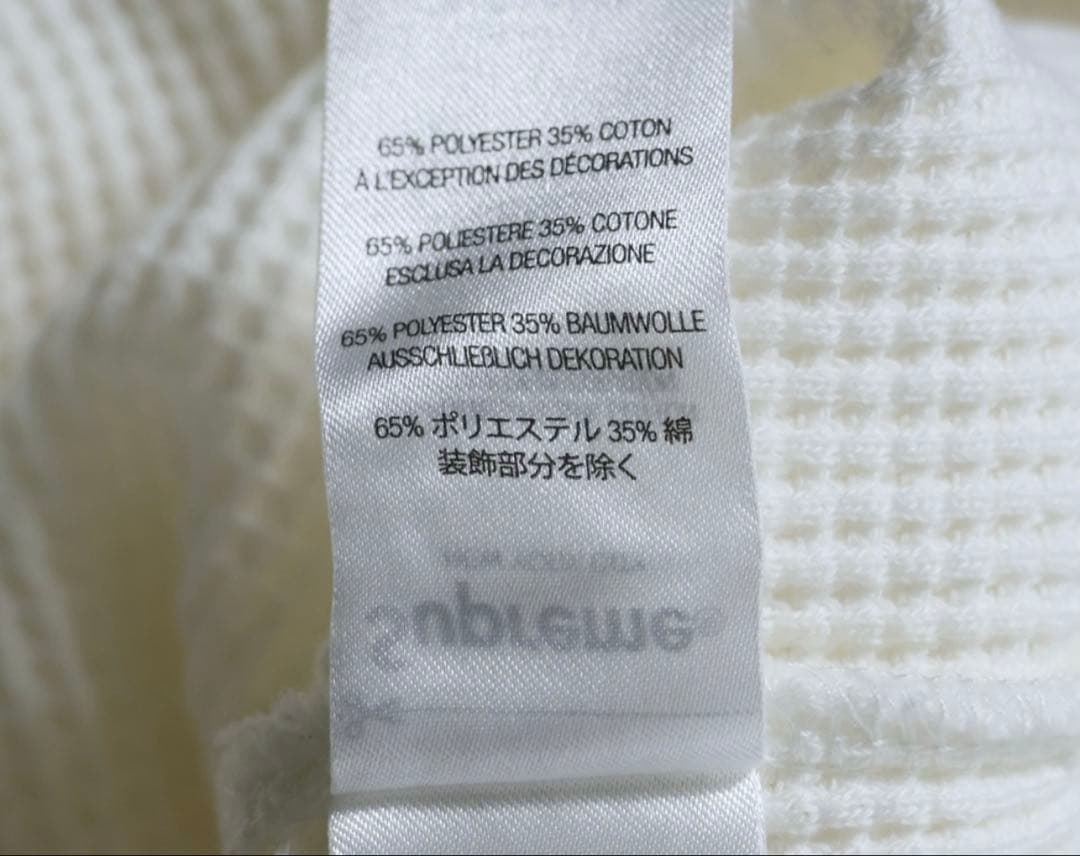 65% POLYESTER 35% COTON
À L'EXCEPTION DES DÉCORATIONS
65% POLIESTERE 35% COTONE
ESCLUSA LA DECORAZIONE
65% POLYESTER 35% BAUMWOLLE
AUSSCHLIEßLICH DEKORATION
65% ポリエステル 35% 綿
装飾部分を除く
Supreme®